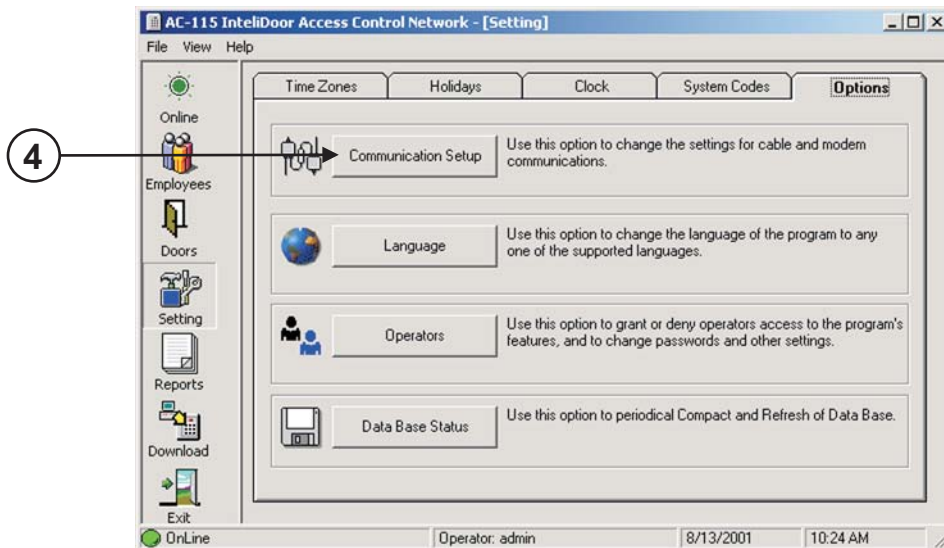 AC-115 InteliDoor Access Control Network - [Setting]
File View Help
Online
Employees
Doors
Setting
Reports
Download
Exit
Time Zones Holidays Clock System Codes Options
4
Communication Setup
Use this option to change the settings for cable and modem
communications.
Language
Use this option to change the language of the program to any
one of the supported languages.
Operators
Use this option to grant or deny operators access to the program's
features, and to change passwords and other settings.
Data Base Status
Use this option to periodical Compact and Refresh of Data Base.
OnLine Operator: admin 8/13/2001 10:24 AM